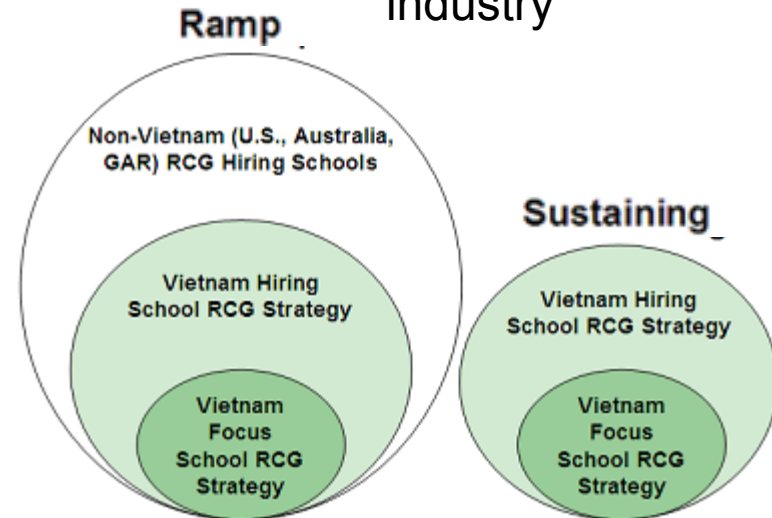 industry
Ramp
Non-Vietnam (U.S., Australia,
GAR) RCG Hiring Schools
Vietnam Hiring
School RCG Strategy
Vietnam
Focus
School RCG
Strategy
Sustaining
Vietnam Hiring
School RCG Strategy
Vietnam
Focus
School RCG
Strategy